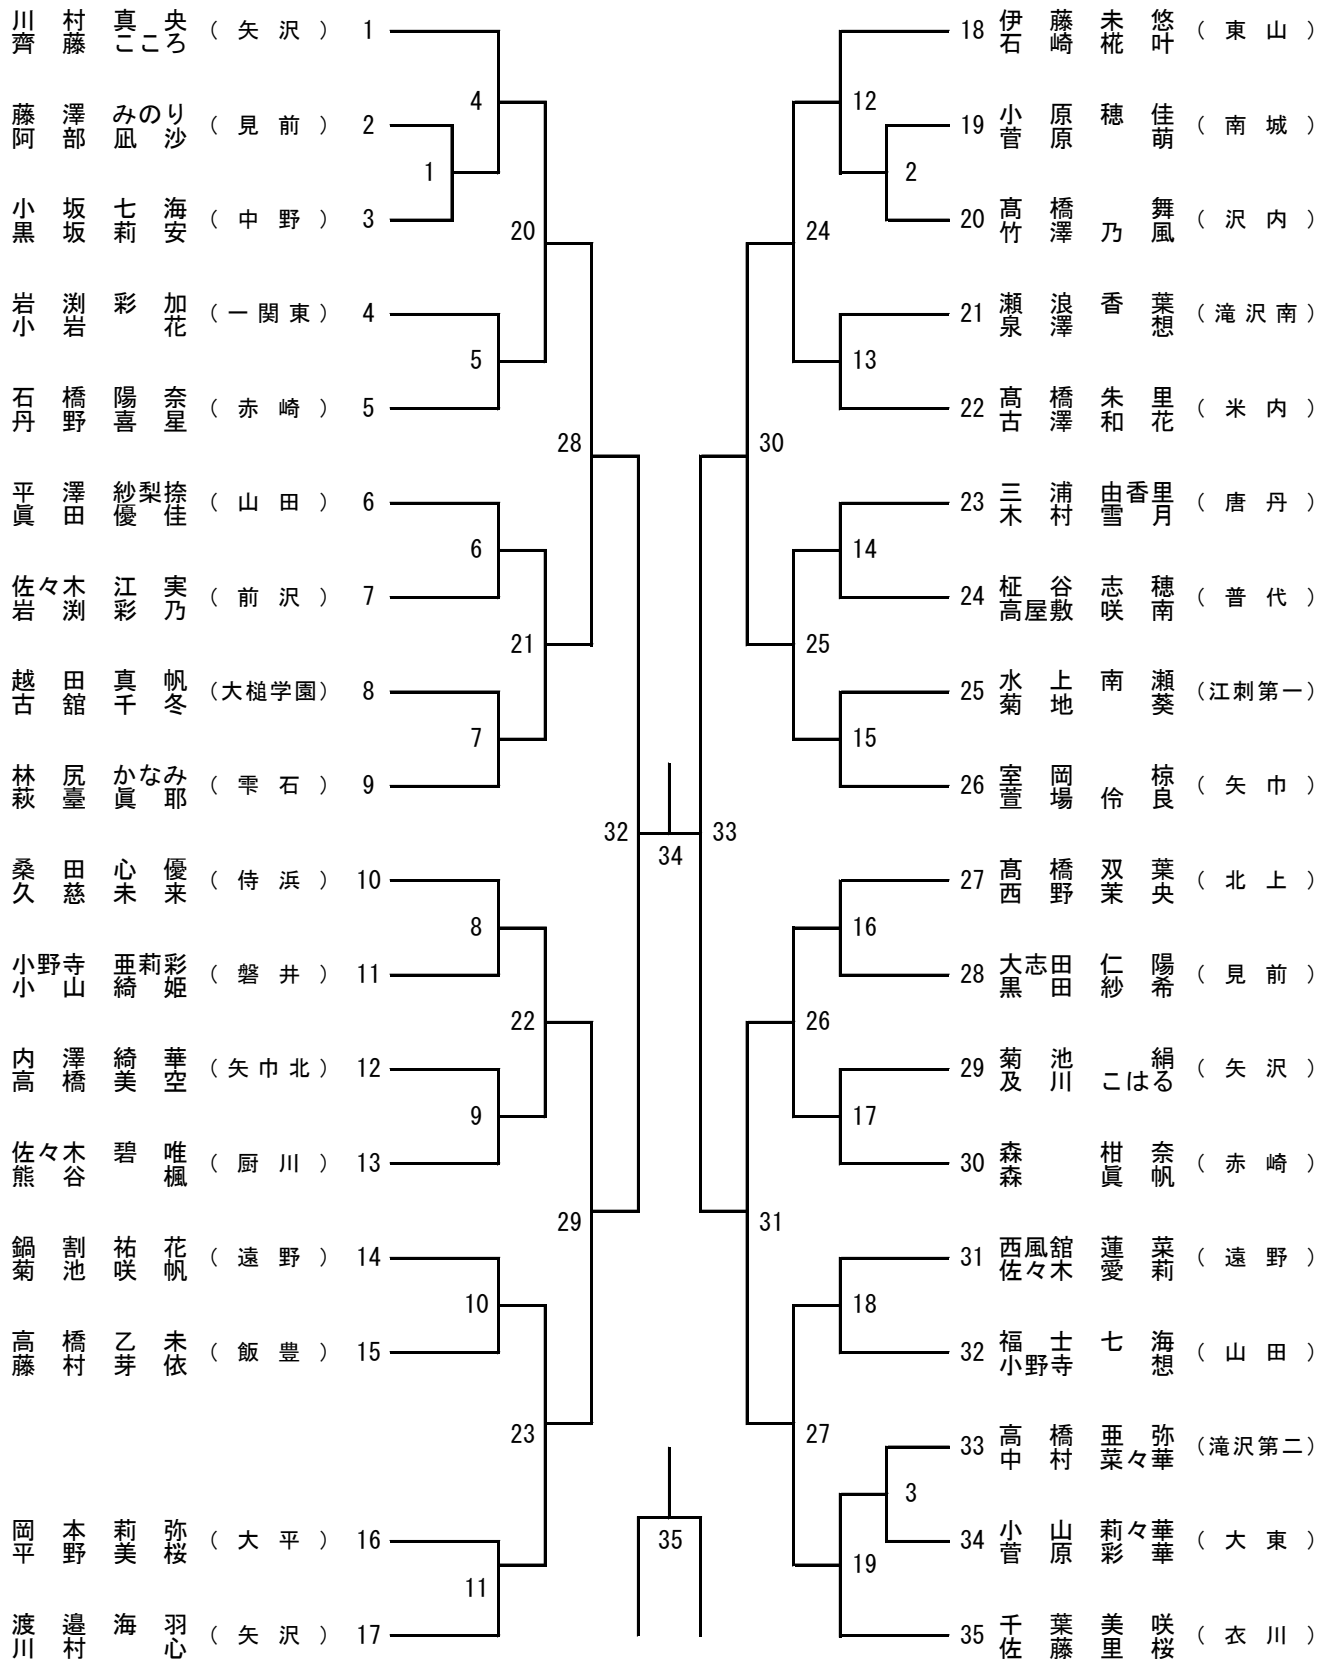 川村真央
齊藤こころ (矢沢) 1
藤澤みのり
阿部凪沙 (見前) 2
小坂七海
黒坂莉安 (中野) 3
岩渕彩加
小岩花 (一関東) 4
石橋陽奈
丹野喜星 (赤崎) 5
平澤紗梨捺
眞田優佳 (山田) 6
佐々木江実
岩渕彩乃 (前沢) 7
越田真帆
古舘千冬 (大槌学園) 8
林尻かなみ
萩臺眞耶 (雫石) 9
桑田心優
久慈未来 (侍浜) 10
小野寺亜莉彩
小山綺姫 (磐井) 11
内澤綺華
高橋美空 (矢巾北) 12
佐々木碧唯
熊谷楓 (厨川) 13
鍋割祐花
菊池咲帆 (遠野) 14
高橋乙未
藤村芽依 (飯豊) 15
岡本莉弥
平野美桜 (大平) 16
渡邉海羽
川村心 (矢沢) 17
1
4
5
6
7
8
9
10
11
20
21
22
23
28
29
32
34
35
33
30
31
24
25
26
27
12
2
13
14
15
16
17
18
3
19
18 伊藤未悠
石崎椛叶 (東山)
19 小原穂佳
菅原萌 (南城)
20 髙橋舞
竹澤乃風 (沢内)
21 瀬浪香葉
泉澤想 (滝沢南)
22 髙橋朱里
古澤和花 (米内)
23 三浦由香里
木村雪月 (唐丹)
24 柾谷志穂
高屋敷咲南 (普代)
25 水上南瀬
菊地葵 (江刺第一)
26 室岡椋
萱場伶良 (矢巾)
27 髙橋双葉
西野茉央 (北上)
28 大志田仁陽
黒田紗希 (見前)
29 菊池絹
及川こはる (矢沢)
30 森柑奈
森眞帆 (赤崎)
31 西風舘蓮菜
佐々木愛莉 (遠野)
32 福士七海
小野寺想 (山田)
33 高橋亜弥
中村菜々華 (滝沢第二)
34 小山莉々華
菅原彩華 (大東)
35 千葉美咲
佐藤里桜 (衣川)